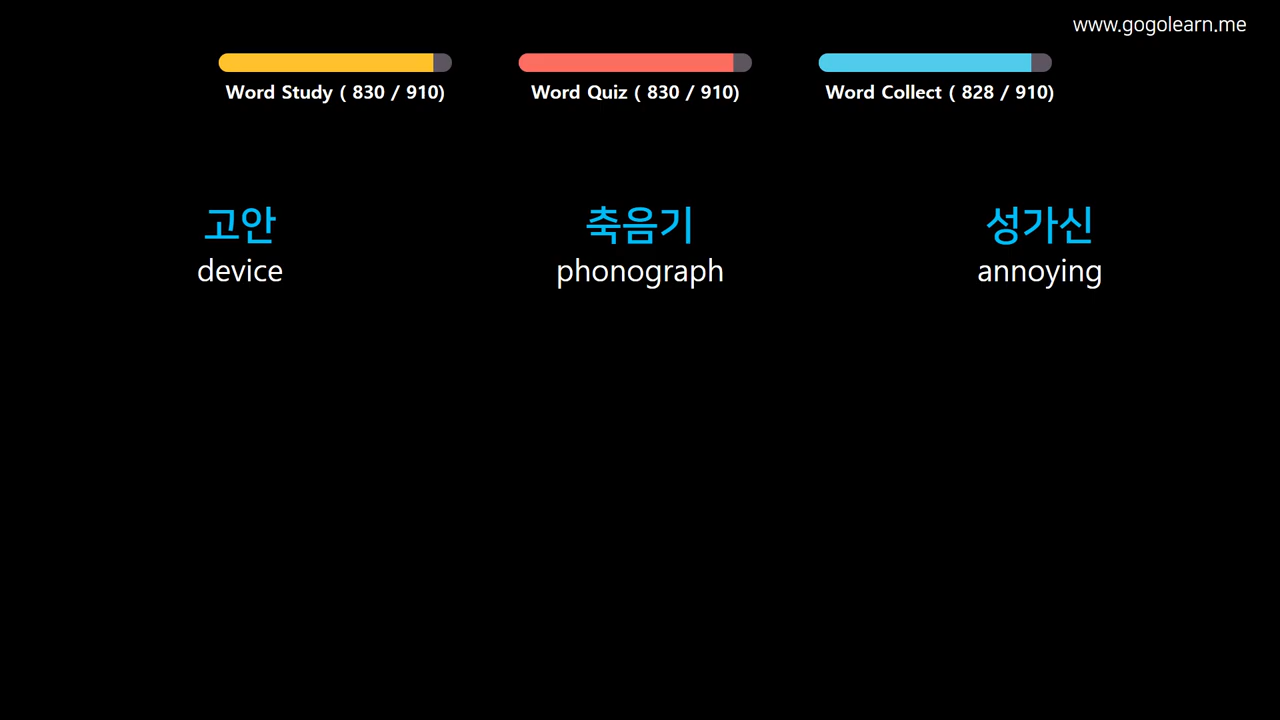 www.gogolearn.me
Word Study ( 830 / 910)
Word Quiz ( 830 / 910)
Word Collect ( 828 / 910)
고안
device
축음기
phonograph
성가신
annoying